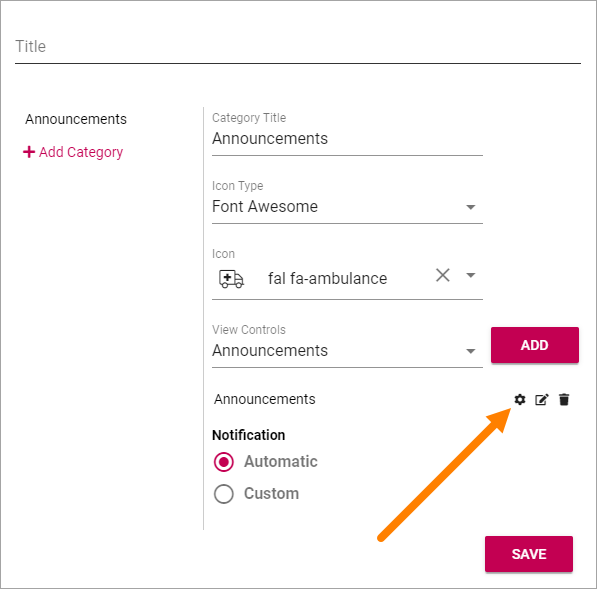 Title
Announcements
Add Category
Category Title
Announcements
Icon Type
Font Awesome
Icon
fal fa-ambulance
View Controls
Announcements
ADD
Announcements
Notification
Automatic
Custom
SAVE